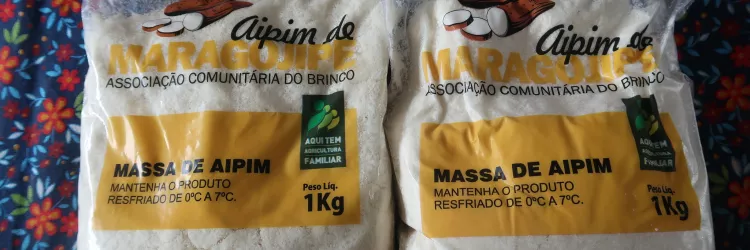 Aipim de
MARAGOJIPE
ASSOCIAÇÃO COMUNITÁRIA DO BRINCO
AQUI TEM
AGRICULTURA
FAMILIAR
MASSA DE AIPIM
MANTENHA O PRODUTO
RESFRIADO DE 0ºC A 7ºC.
Peso Líq.
1Kg
Aipim de
MARAGOJIPE
ASSOCIAÇÃO COMUNITÁRIA DO BRINCO
AQUI TEM
AGRICULTURA
FAMILIAR
MASSA DE AIPIM
MANTENHA O PRODUTO
RESFRIADO DE 0ºC A 7ºC.
Peso Líq.
1Kg